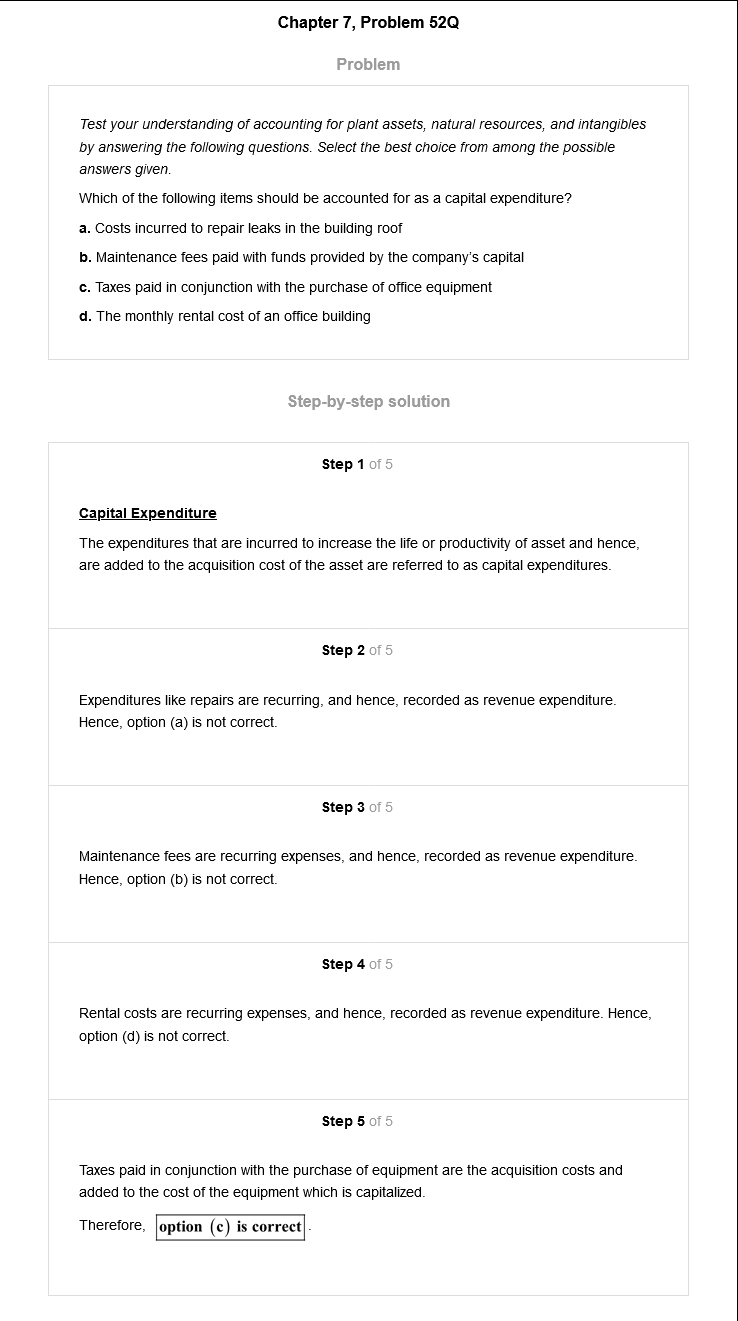 Chapter 7, Problem 52Q
Problem
Test your understanding of accounting for plant assets, natural resources, and intangibles
by answering the following questions. Select the best choice from among the possible
answers given.
Which of the following items should be accounted for as a capital expenditure?
a. Costs incurred to repair leaks in the building roof
b. Maintenance fees paid with funds provided by the company's capital
c. Taxes paid in conjunction with the purchase of office equipment
d. The monthly rental cost of an office building
Step-by-step solution
Step 1 of 5
Capital Expenditure
The expenditures that are incurred to increase the life or productivity of asset and hence,
are added to the acquisition cost of the asset are referred to as capital expenditures.
Step 2 of 5
Expenditures like repairs are recurring, and hence, recorded as revenue expenditure.
Hence, option (a) is not correct.
Step 3 of 5
Maintenance fees are recurring expenses, and hence, recorded as revenue expenditure.
Hence, option (b) is not correct.
Step 4 of 5
Rental costs are recurring expenses, and hence, recorded as revenue expenditure. Hence,
option (d) is not correct.
Step 5 of 5
Taxes paid in conjunction with the purchase of equipment are the acquisition costs and
added to the cost of the equipment which is capitalized.
Therefore, option (c) is correct.